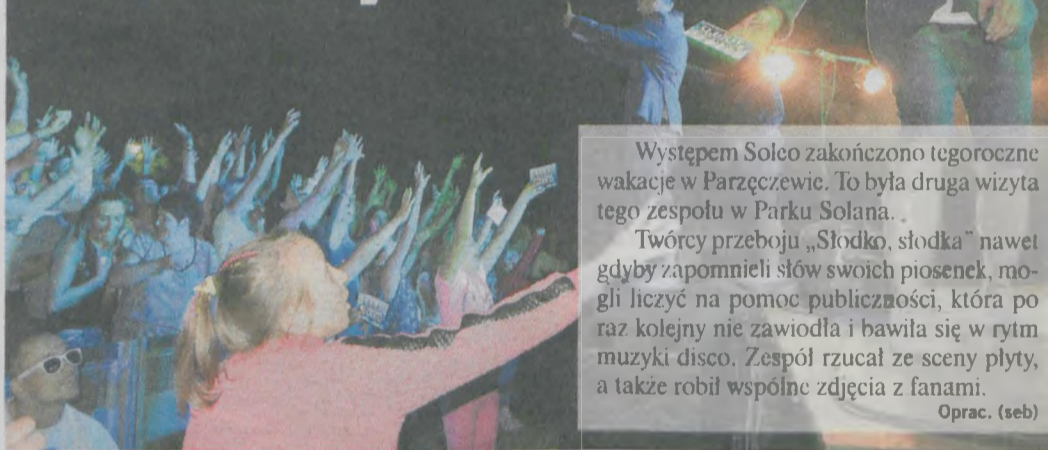 Występem Soleo zakończono tegoroczne
wakacje w Parzęczewie. To była druga wizyta
tego zespołu w Parku Solana.
Twórcy przeboju „Słodko, słodka” nawet
gdyby zapomnieli słów swoich piosenek, mo-
gli liczyć na pomoc publiczności, która po
raz kolejny nie zawiodła i bawiła się w rytm
muzyki disco. Zespół rzucał ze sceny płyty,
a także robił wspólne zdjęcia z fanami.
Oprac. (seb)